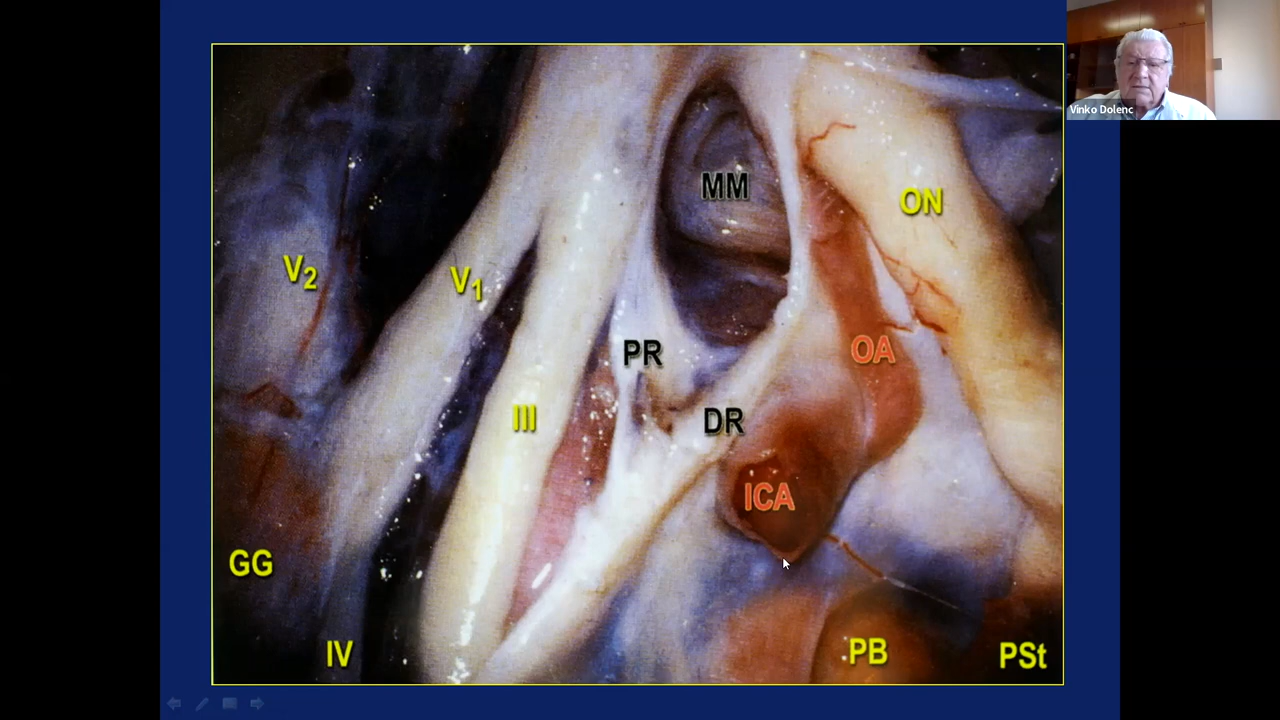 Vinko Dolenc
MM
ON
V2
V1
PR
OA
III
DR
ICA
GG
IV
PB
PSt